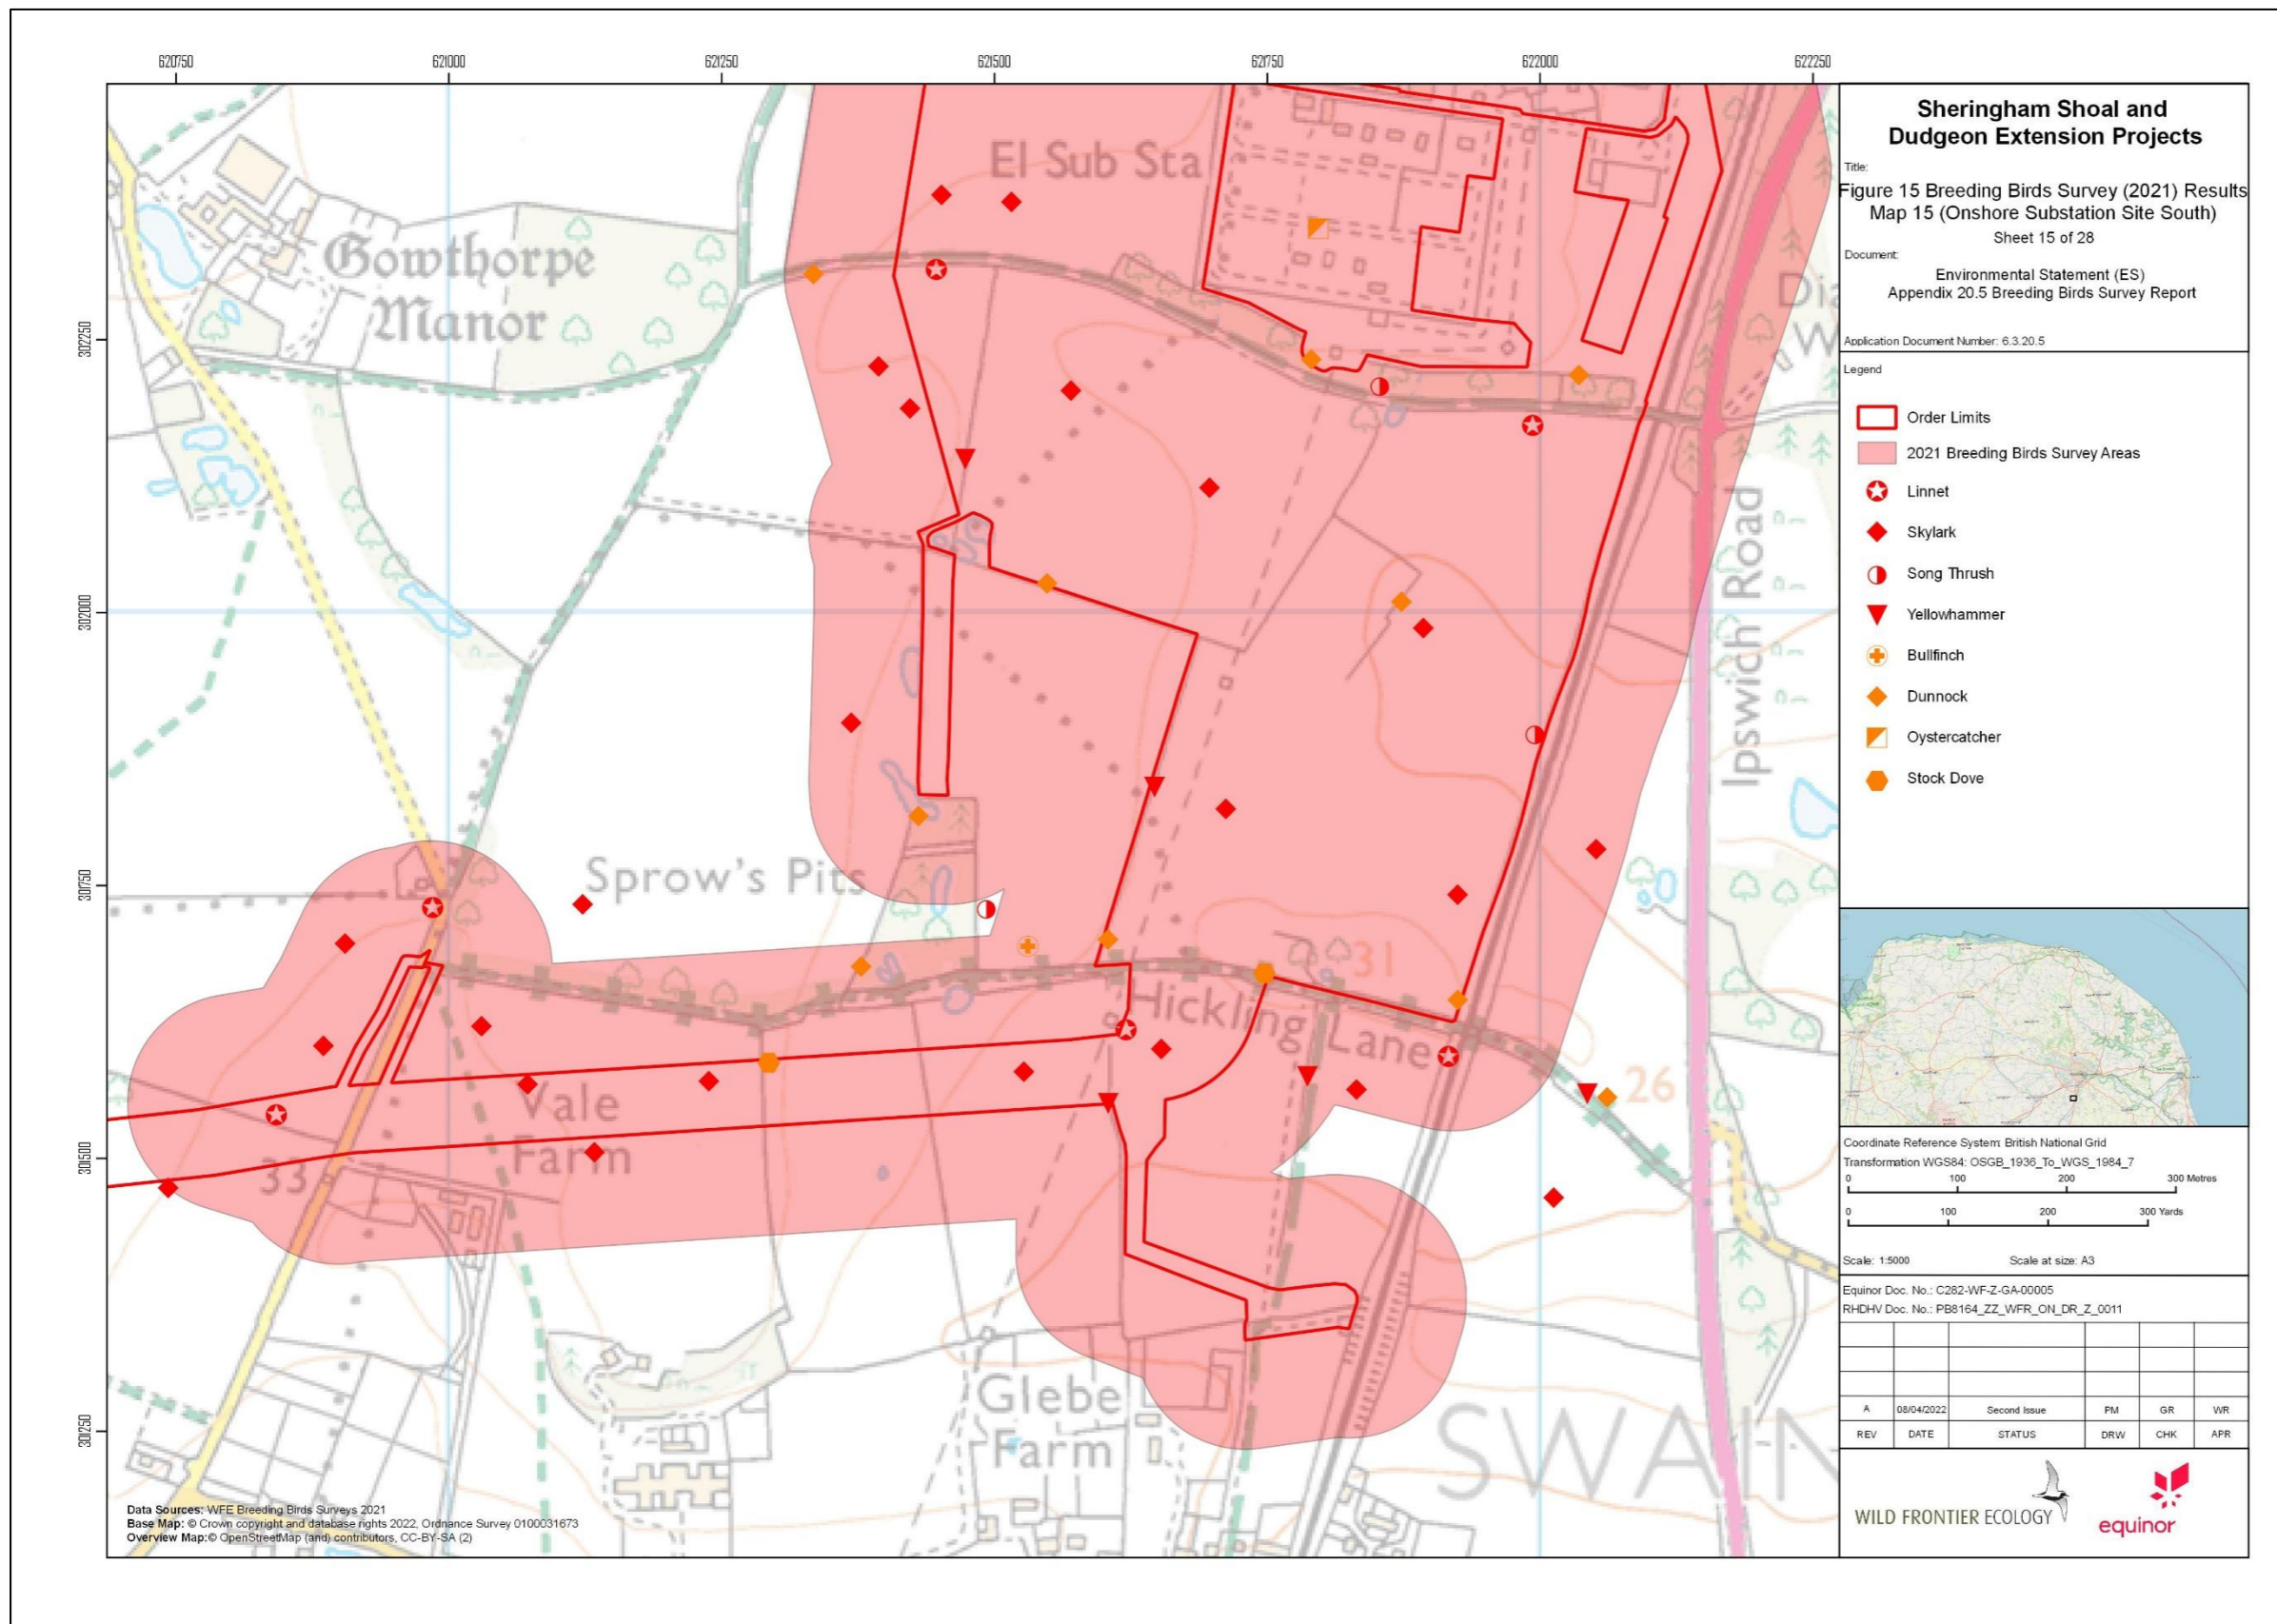 620750
621000
621250
621500
621750
622000
622250
302250
302000
301750
301500
301250
El Sub Sta
Gowthorpe
Manor
Ipswich Road
Sprow's Pits
31
Hickling
Lane
26
Vale
Farm
33
Glebe
Farm
SWAIN
Data Sources: WFE Breeding Birds Surveys 2021
Base Map: © Crown copyright and database rights 2022, Ordnance Survey 0100031673
Overview Map:© OpenStreetMap (and) contributors, CC-BY-SA (2)
Sheringham Shoal and
Dudgeon Extension Projects
Title:
Figure 15 Breeding Birds Survey (2021) Results
Map 15 (Onshore Substation Site South)
Sheet 15 of 28
Document:
Environmental Statement (ES)
Appendix 20.5 Breeding Birds Survey Report
Application Document Number: 6.3.20.5
Legend
Order Limits
2021 Breeding Birds Survey Areas
Linnet
Skylark
Song Thrush
Yellowhammer
Bullfinch
Dunnock
Oystercatcher
Stock Dove
Coordinate Reference System: British National Grid
Transformation WGS84: OSGB_1936_To_WGS_1984_7
0 100 200 300 Metres
0 100 200 300 Yards
Scale: 1:5000 Scale at size: A3
Equinor Doc. No.: C282-WF-Z-GA-00005
RHDHV Doc. No.: PB8164_ZZ_WFR_ON_DR_Z_0011
A 08/04/2022 Second Issue PM GR WR
REV DATE STATUS DRW CHK APR
WILD FRONTIER ECOLOGY
equinor